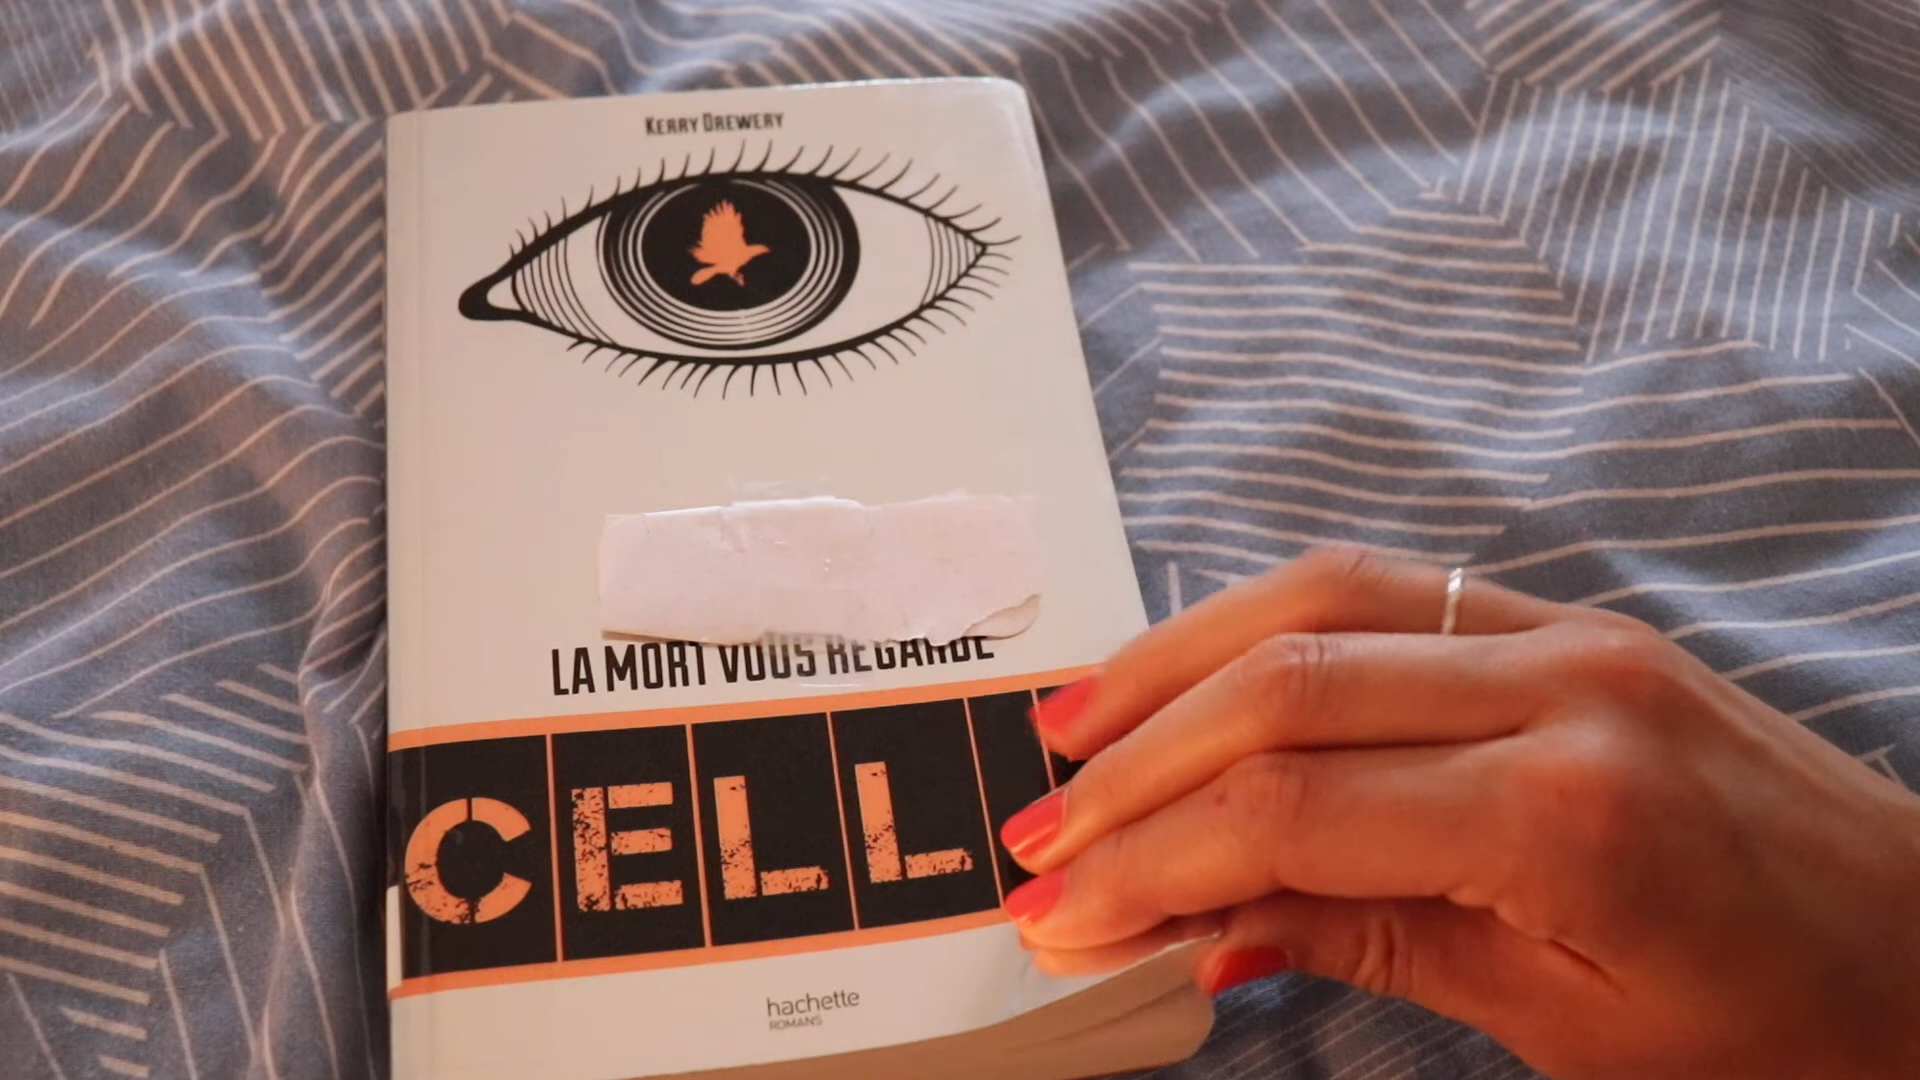 KERRY DREWERY
LA MORT VOUS REGARDE
CELL
hachette
ROMANS